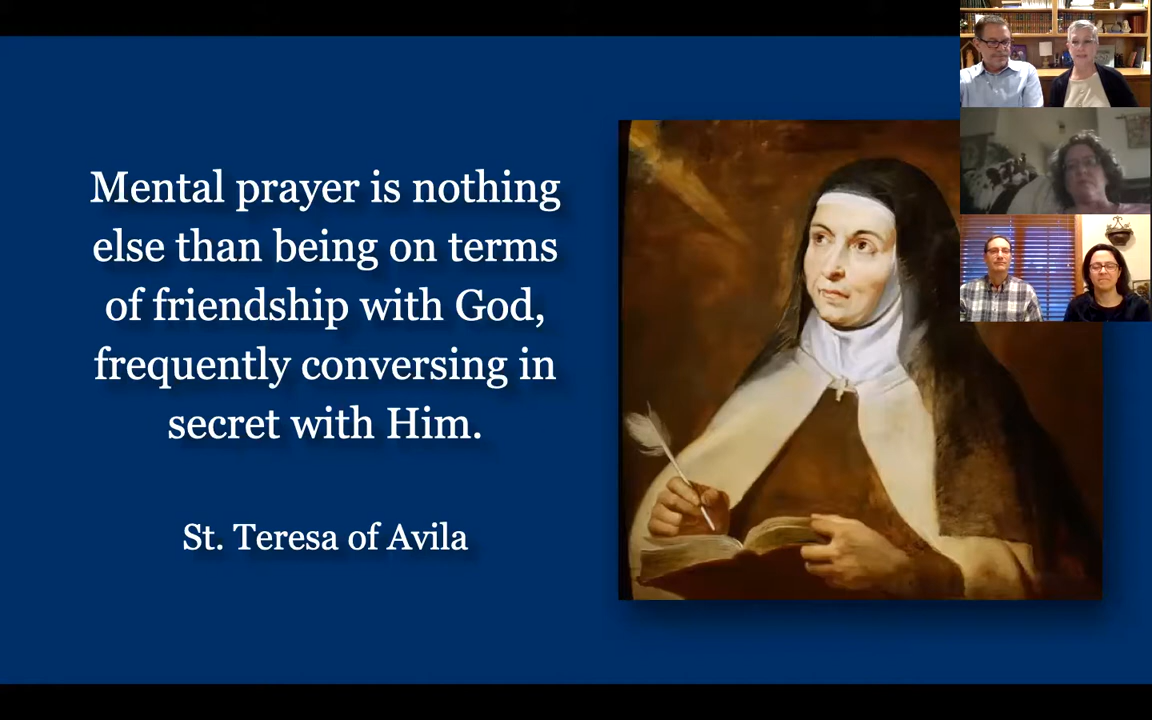 Mental prayer is nothing
else than being on terms
of friendship with God,
frequently conversing in
secret with Him.
St. Teresa of Avila